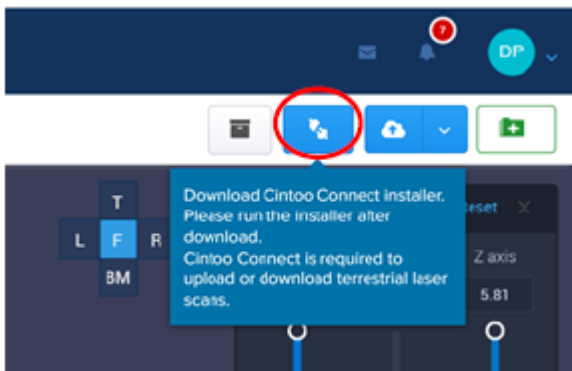 7
DP
T
L F R
BM
Download Cintoo Connect installer.
Please run the installer after
download.
Cintoo Connect is required to
upload or download terrestrial laser
scans.
eset
Z axis
5.81